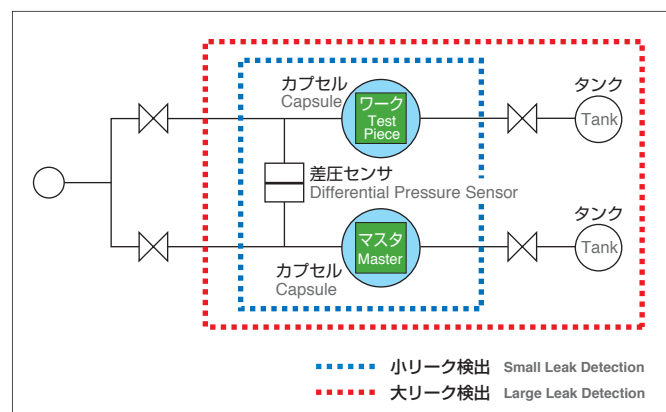 カプセル
Capsule
ワーク
Test
Piece
タンク
Tank
差圧センサ
Differential Pressure Sensor
タンク
Tank
マスタ
Master
カプセル
Capsule
小リーク検出 Small Leak Detection
大リーク検出 Large Leak Detection